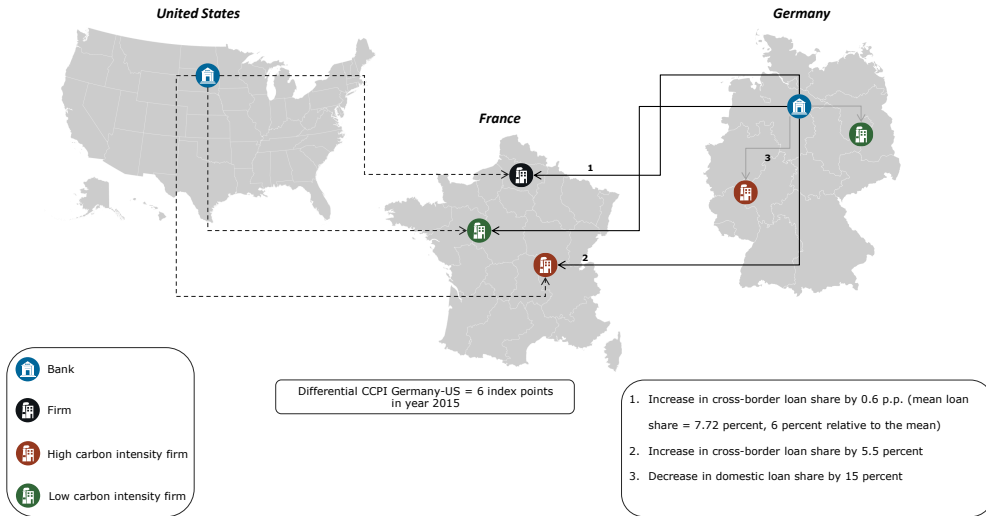 United States
Germany
France
1
3
2
Bank
Firm
High carbon intensity firm
Low carbon intensity firm
Differential CCPI Germany-US = 6 index points
in year 2015
1. Increase in cross-border loan share by 0.6 p.p. (mean loan
share = 7.72 percent, 6 percent relative to the mean)
2. Increase in cross-border loan share by 5.5 percent
3. Decrease in domestic loan share by 15 percent